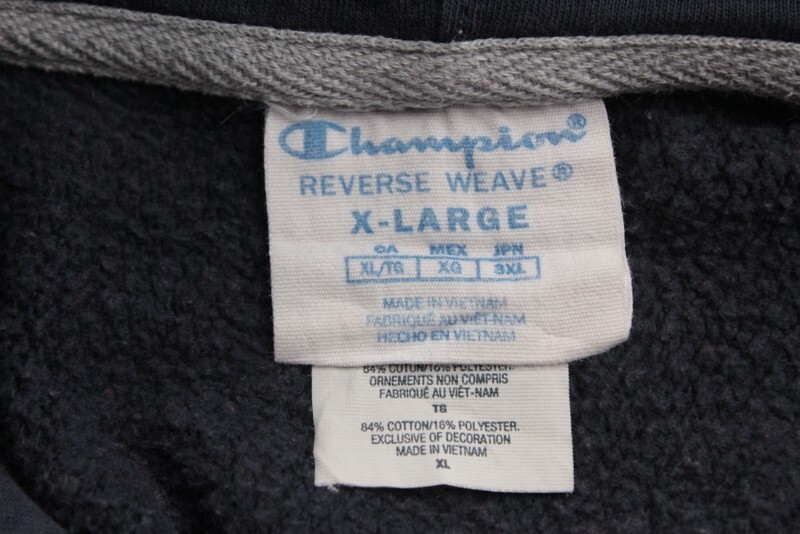 Champion®
REVERSE WEAVE®
X-LARGE
CA MEX JPN
XL/TG XG 3XL
MADE IN VIETNAM
FABRIQUÉ AU VIÊT-NAM
HECHO EN VIETNAM
84% COTON/16% POLYESTER.
ORNEMENTS NON COMPRIS
FABRIQUÉ AU VIÊT-NAM
TG
84% COTTON/16% POLYESTER.
EXCLUSIVE OF DECORATION
MADE IN VIETNAM
XL